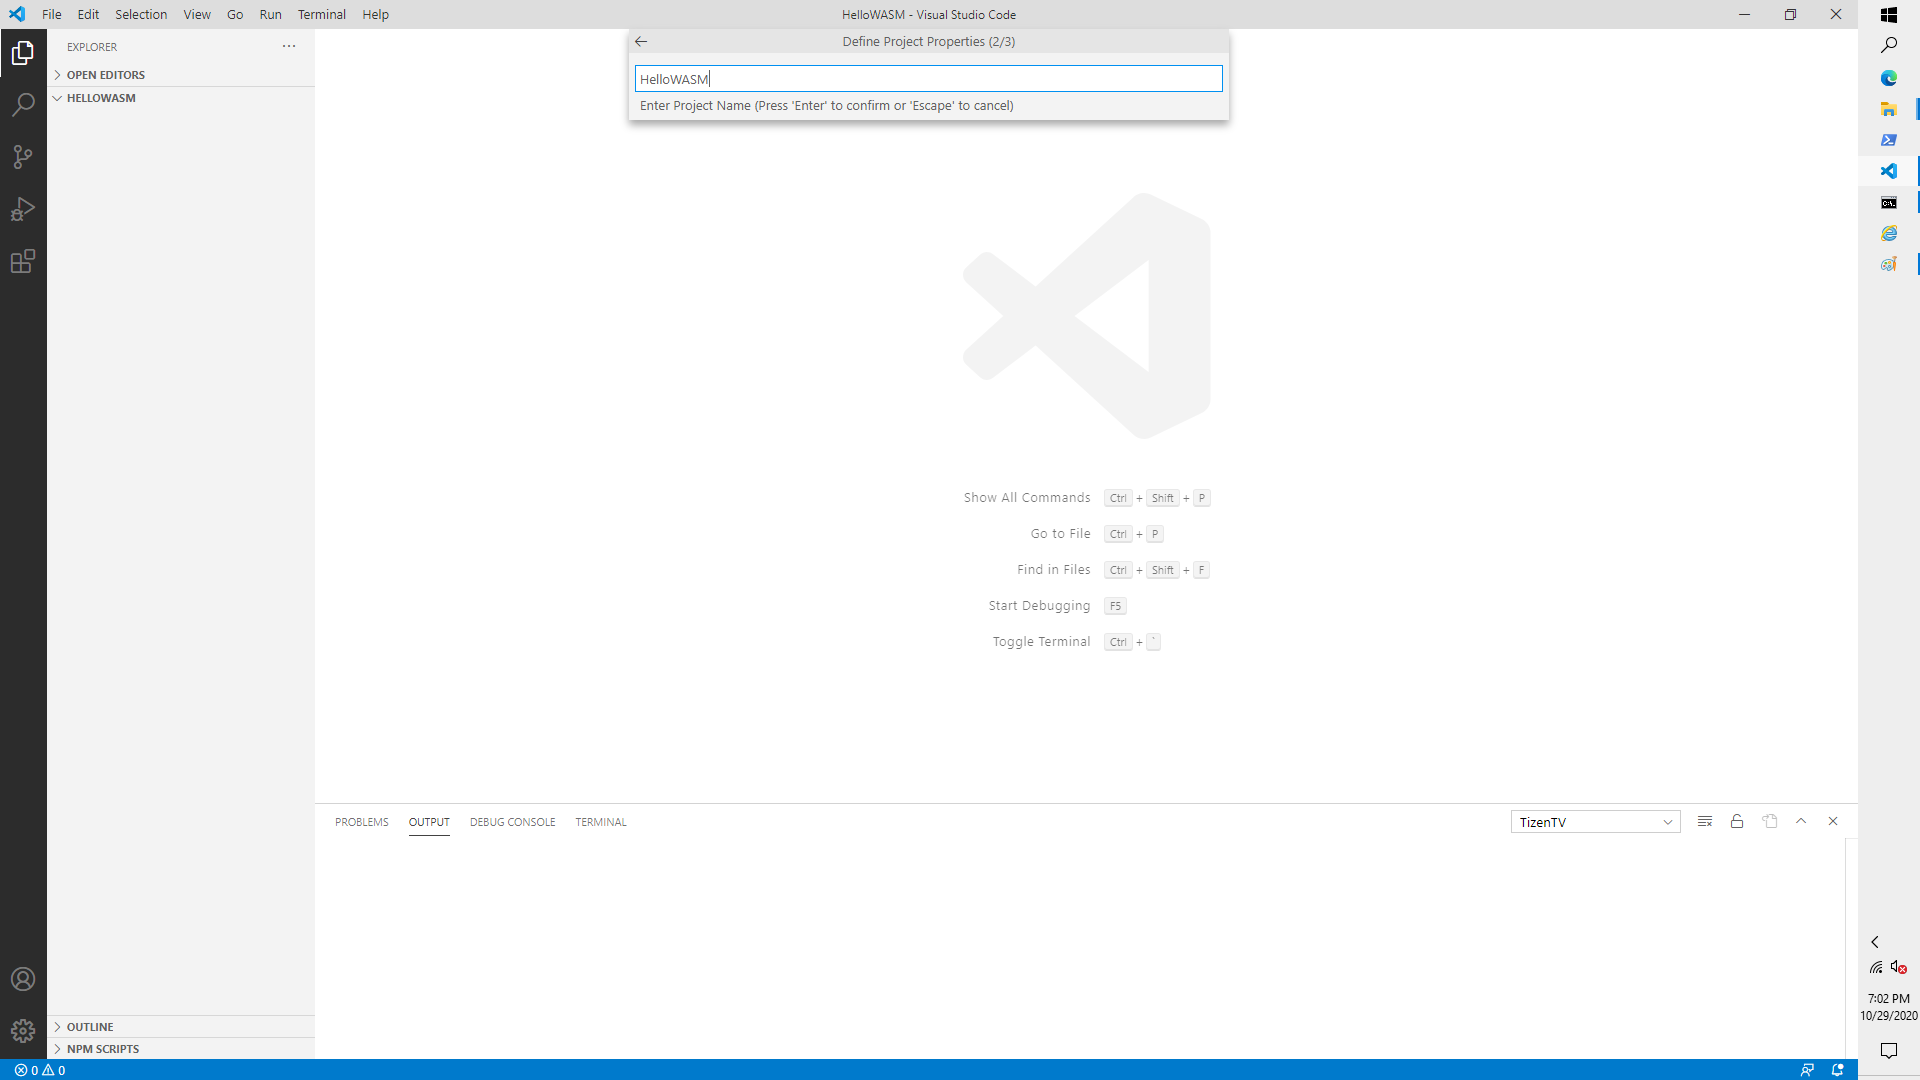 File Edit Selection View Go Run Terminal Help
HelloWASM - Visual Studio Code
EXPLORER
OPEN EDITORS
HELLOWASM
Define Project Properties (2/3)
HelloWASM
Enter Project Name (Press 'Enter' to confirm or 'Escape' to cancel)
Show All Commands Ctrl + Shift + P
Go to File Ctrl + P
Find in Files Ctrl + Shift + F
Start Debugging F5
Toggle Terminal Ctrl + `
PROBLEMS OUTPUT DEBUG CONSOLE TERMINAL
TizenTV
OUTLINE
NPM SCRIPTS
0 0
7:02 PM
10/29/2020